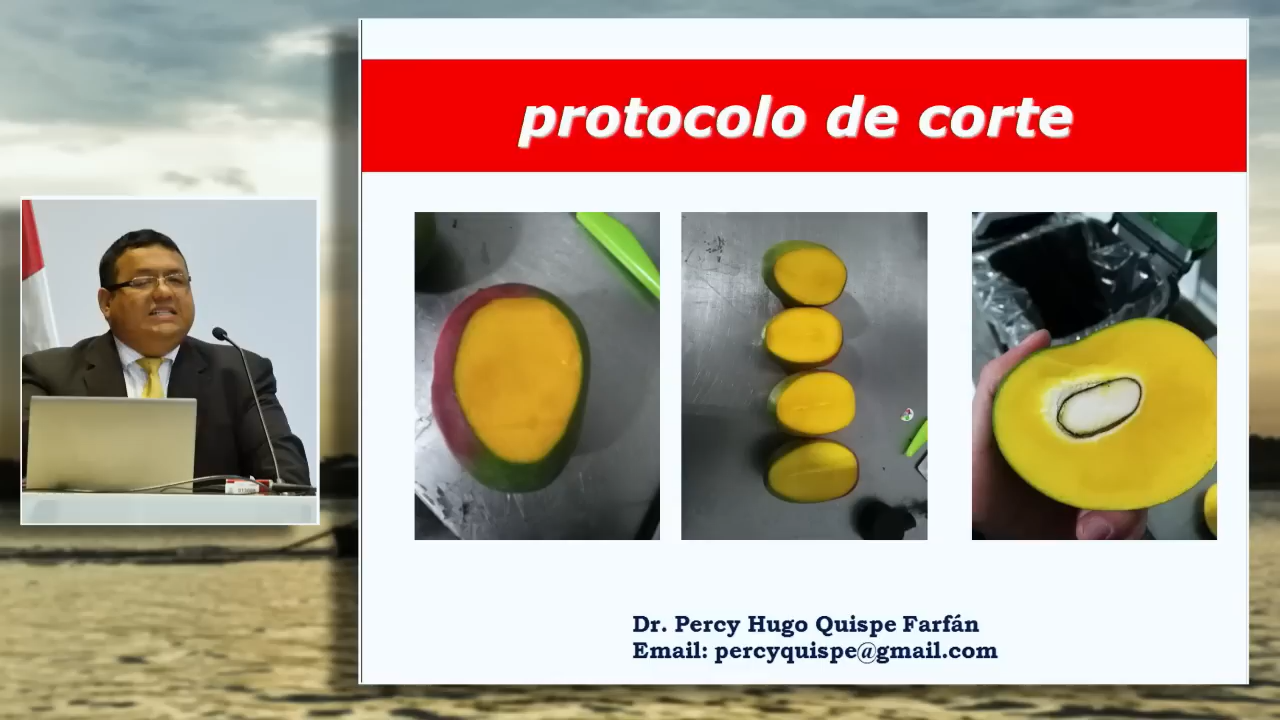 protocolo de corte
Dr. Percy Hugo Quispe Farfán
Email: percyquispe@gmail.com